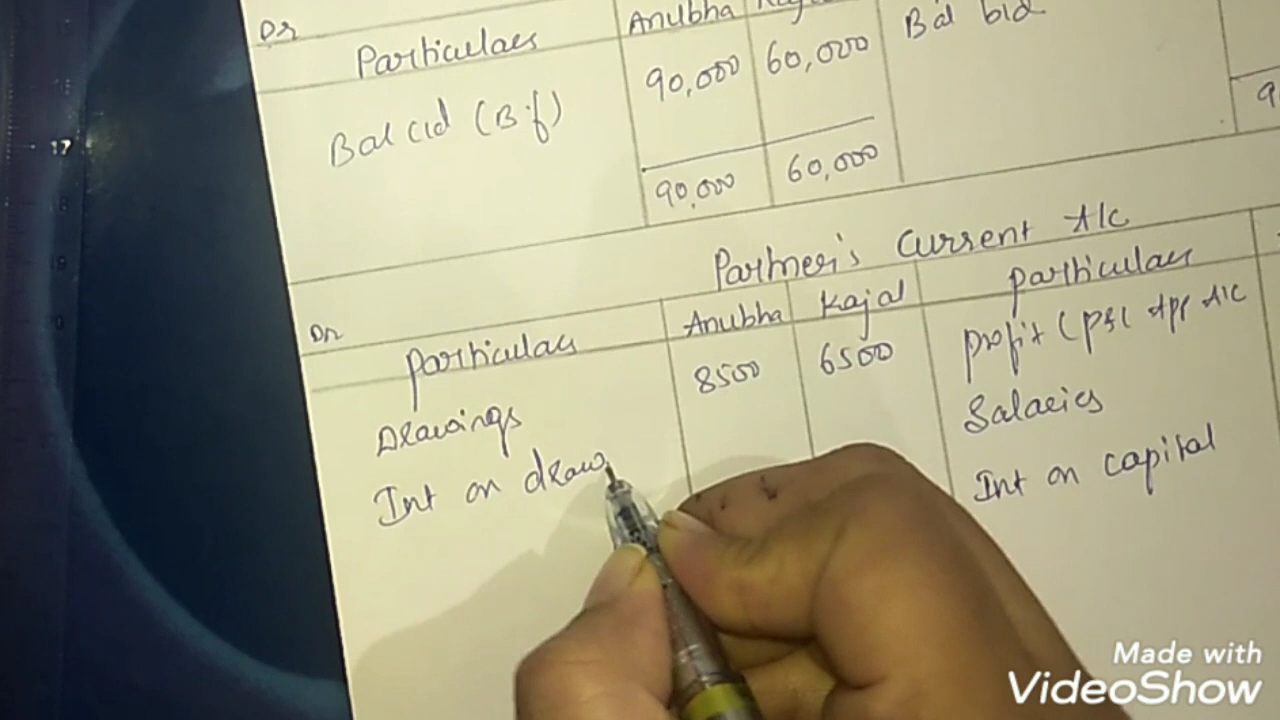 Dr
Particulars Anubha
Bal c/d (B.f) 90,000 60,000 Bal b/d
90,000 60,000
Partner's Current A/c
Dr
Particulars Anubha Kajal Particulars
Drawings 8500 6500 Profit (P&L App A/c
Int on draw Salaries
Int on capital
Made with
VideoShow